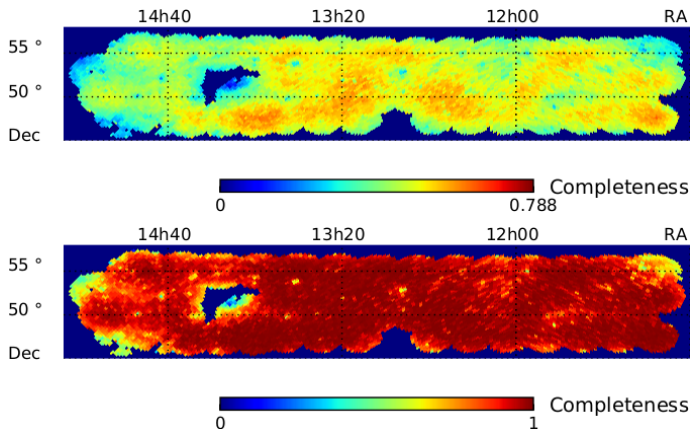 14h40 13h20 12h00 RA
55 °
50 °
Dec
Completeness
0 0.788
14h40 13h20 12h00 RA
55 °
50 °
Dec
Completeness
0 1